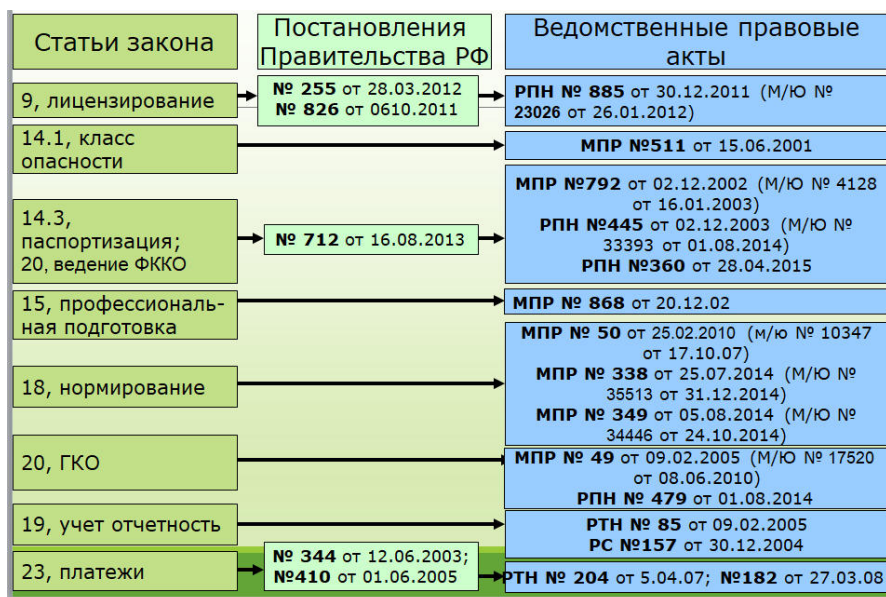 Статьи закона
Постановления
Правительства РФ
Ведомственные правовые
акты
9, лицензирование
№ 255 от 28.03.2012
№ 826 от 0610.2011
РПН № 885 от 30.12.2011 (М/Ю №
23026 от 26.01.2012)
14.1, класс
опасности
МПР №511 от 15.06.2001
14.3,
паспортизация;
20, ведение ФККО
№ 712 от 16.08.2013
МПР №792 от 02.12.2002 (М/Ю № 4128
от 16.01.2003)
РПН №445 от 02.12.2003 (М/Ю №
33393 от 01.08.2014)
РПН №360 от 28.04.2015
15, профессиональ-
ная подготовка
МПР № 868 от 20.12.02
18, нормирование
МПР № 50 от 25.02.2010 (м/ю № 10347
от 17.10.07)
МПР № 338 от 25.07.2014 (М/Ю №
35513 от 31.12.2014)
МПР № 349 от 05.08.2014 (М/Ю №
34446 от 24.10.2014)
20, ГКО
МПР № 49 от 09.02.2005 (М/Ю № 17520
от 08.06.2010)
РПН № 479 от 01.08.2014
19, учет отчетность
РТН № 85 от 09.02.2005
РС №157 от 30.12.2004
23, платежи
№ 344 от 12.06.2003;
№410 от 01.06.2005
РТН № 204 от 5.04.07; №182 от 27.03.08